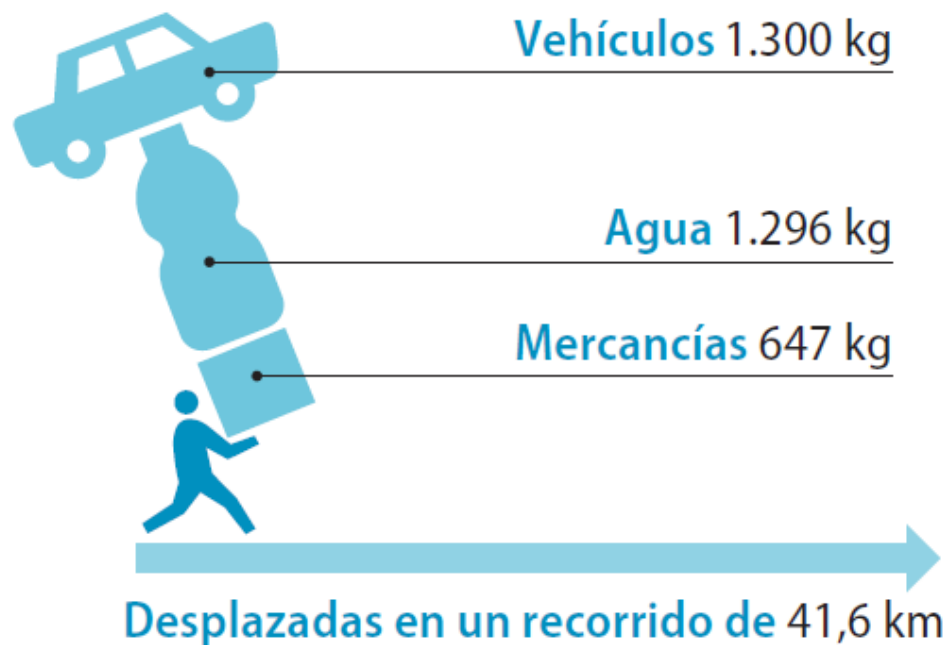 Vehículos 1.300 kg
Agua 1.296 kg
Mercancías 647 kg
Desplazadas en un recorrido de 41,6 km